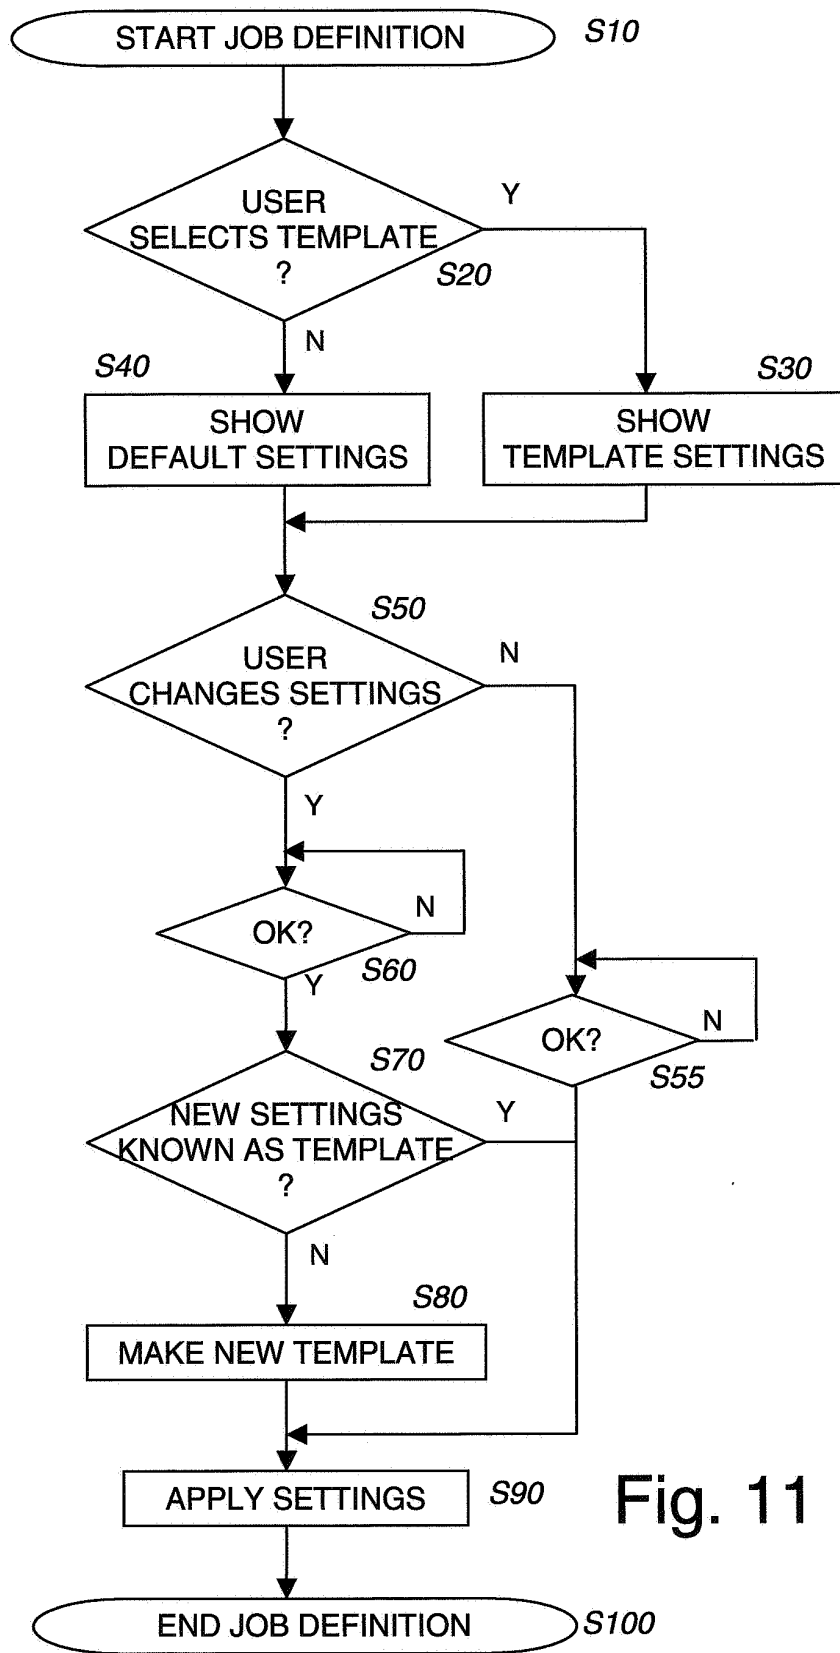 START JOB DEFINITION
S10
USER
SELECTS TEMPLATE
?
Y
S20
N
S40
SHOW
DEFAULT SETTINGS
S30
SHOW
TEMPLATE SETTINGS
S50
USER
CHANGES SETTINGS
?
N
Y
OK?
N
S60
Y
OK?
N
S55
S70
NEW SETTINGS
KNOWN AS TEMPLATE
?
Y
N
S80
MAKE NEW TEMPLATE
APPLY SETTINGS
S90
Fig. 11
END JOB DEFINITION
S100